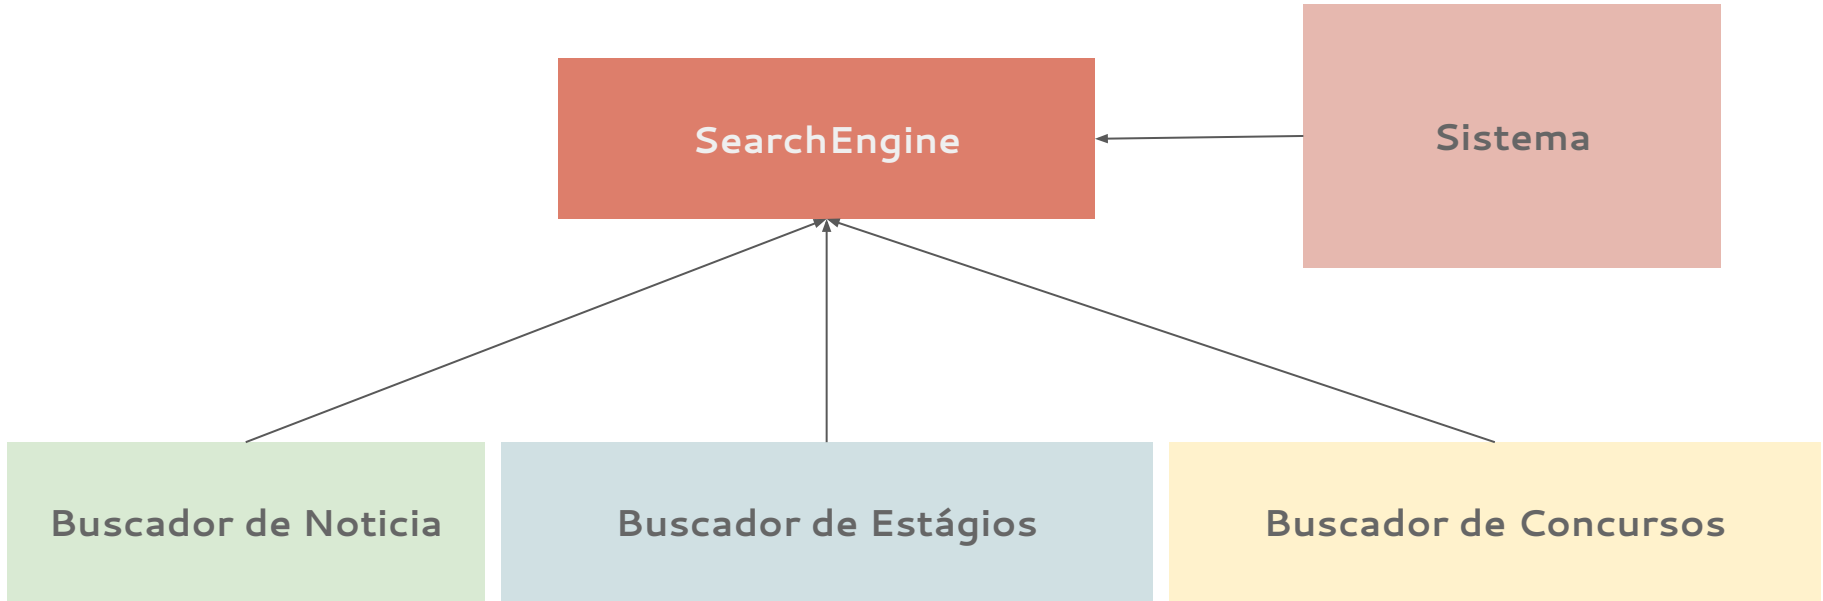 SearchEngine
Sistema
Buscador de Noticia
Buscador de Estágios
Buscador de Concursos